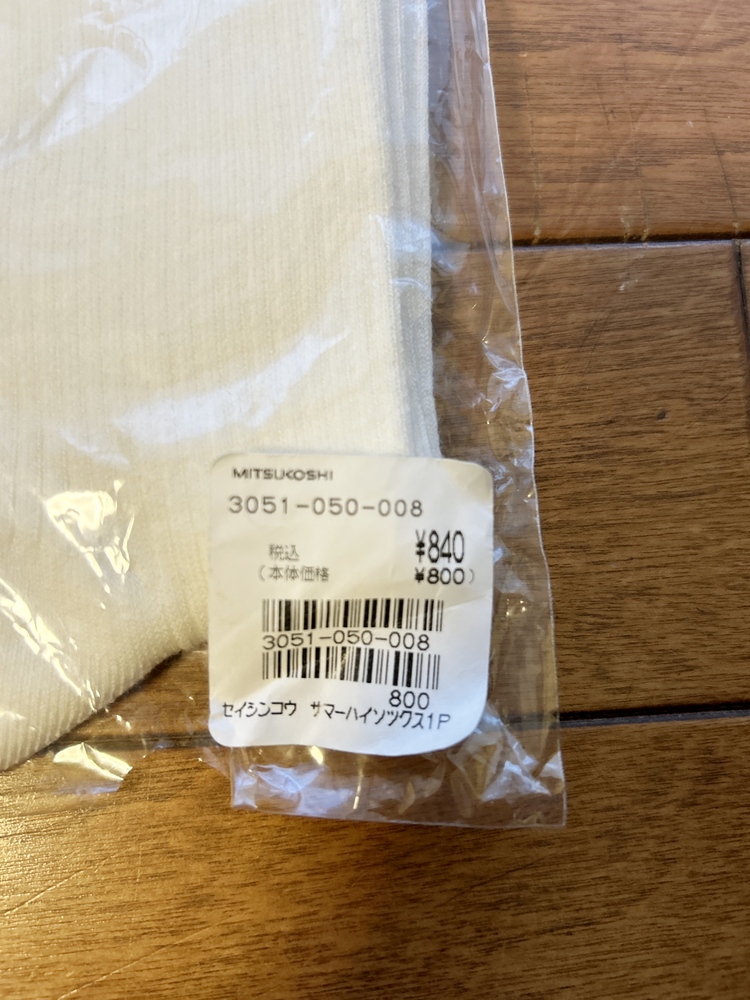 MITSUKOSHI
3051-050-008
税込 ¥840
(本体価格 ¥800)
3051-050-008
800
セイシンコウ サマーハイソックス1P